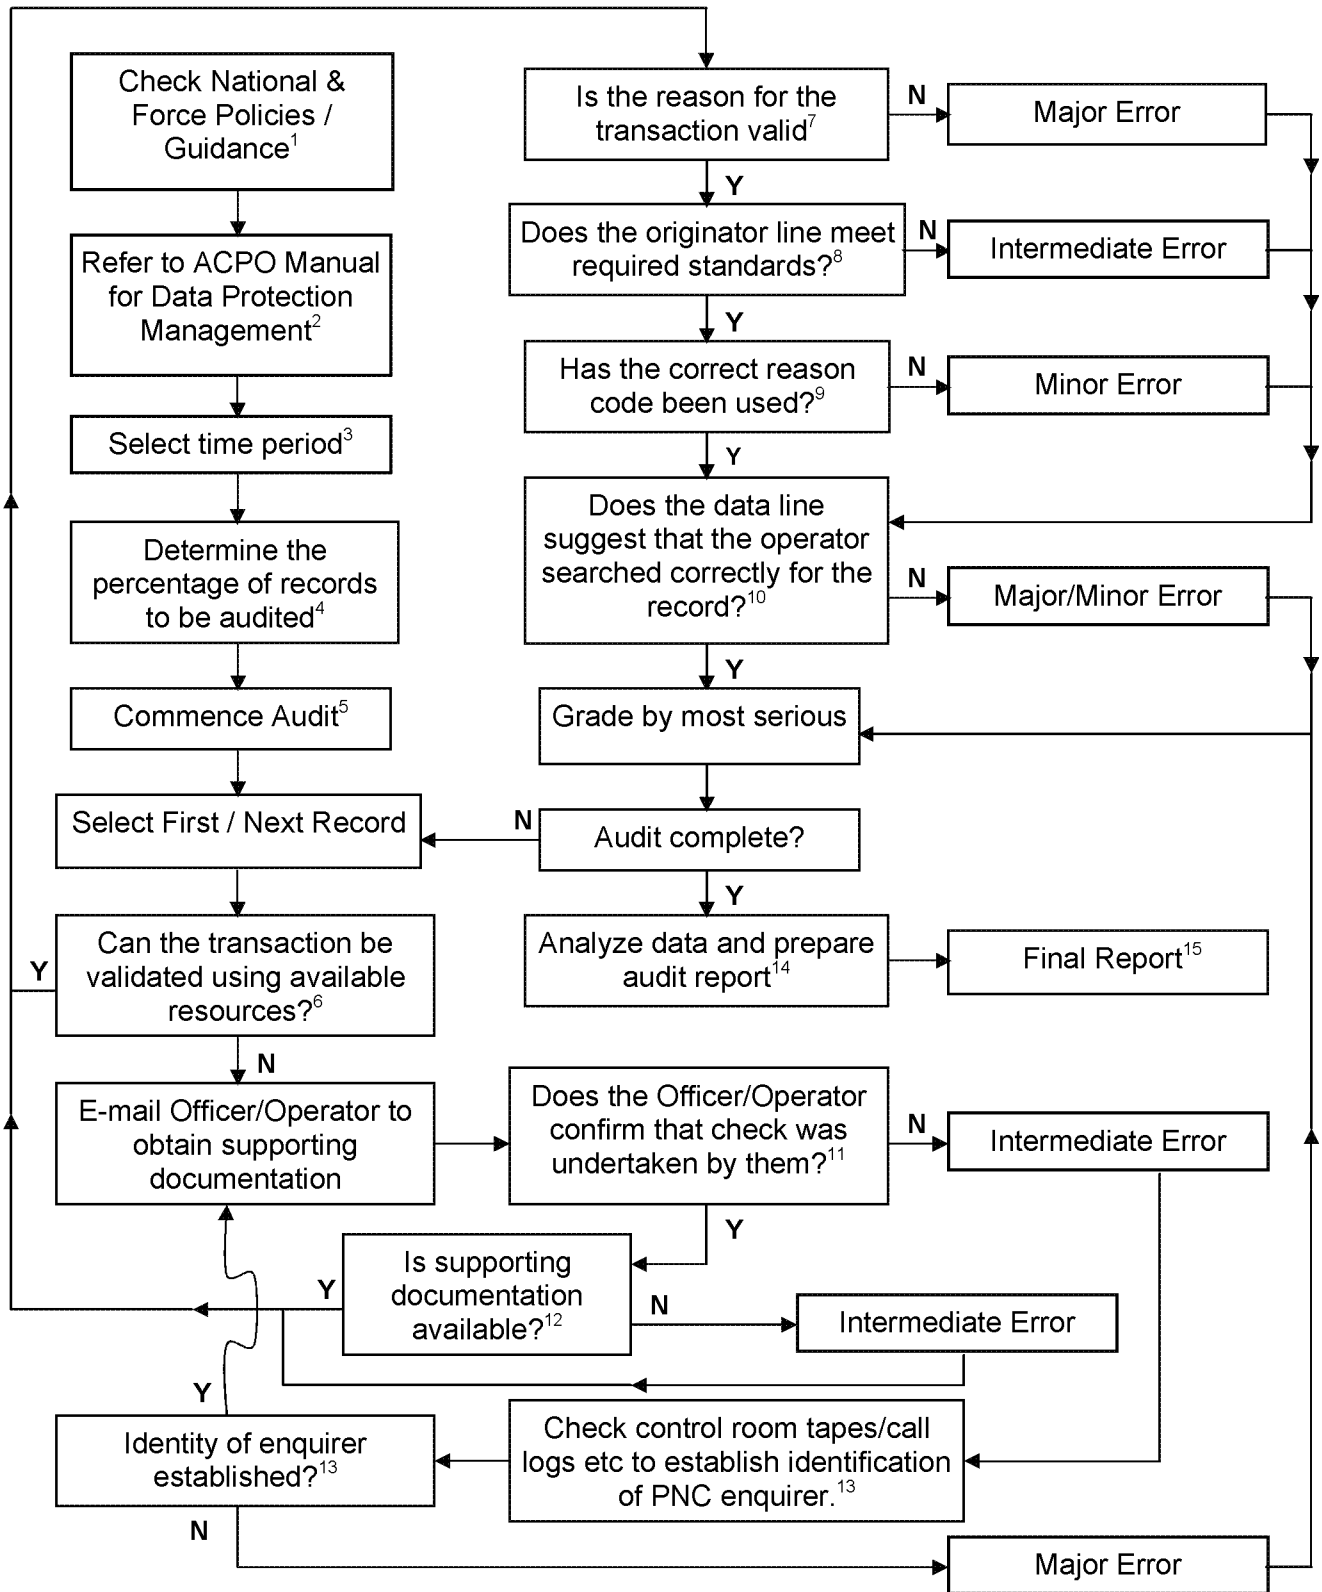 Check National &
Force Policies /
Guidance1
Refer to ACPO Manual
for Data Protection
Management2
Select time period3
Determine the
percentage of records
to be audited4
Commence Audit5
Select First / Next Record
Can the transaction be
validated using available
resources?6
Y
N
E-mail Officer/Operator to
obtain supporting
documentation
Is the reason for the
transaction valid7
N
Major Error
Y
Does the originator line meet
required standards?8
N
Intermediate Error
Y
Has the correct reason
code been used?9
N
Minor Error
Y
Does the data line
suggest that the operator
searched correctly for the
record?10
N
Major/Minor Error
Y
Grade by most serious
Audit complete?
N
Y
Analyze data and prepare
audit report14
Final Report15
Does the Officer/Operator
confirm that check was
undertaken by them?11
N
Intermediate Error
Y
Is supporting
documentation
available?12
Y
N
Intermediate Error
Check control room tapes/call
logs etc to establish identification
of PNC enquirer.13
Identity of enquirer
established?13
Y
N
Major Error